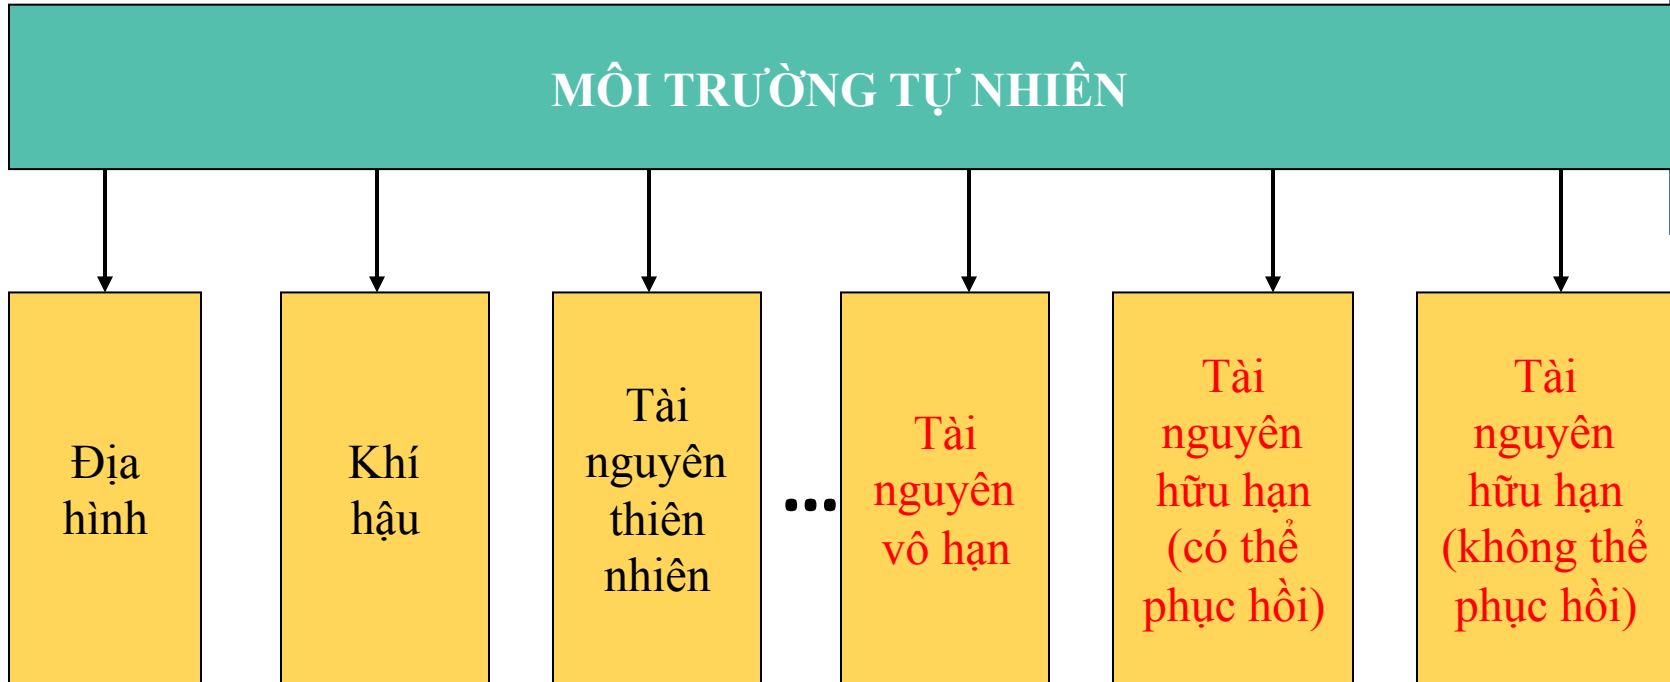 MÔI TRƯỜNG TỰ NHIÊN
Địa
hình
Khí
hậu
Tài
nguyên
thiên
nhiên
...
Tài
nguyên
vô hạn
Tài
nguyên
hữu hạn
(có thể
phục hồi)
Tài
nguyên
hữu hạn
(không thể
phục hồi)